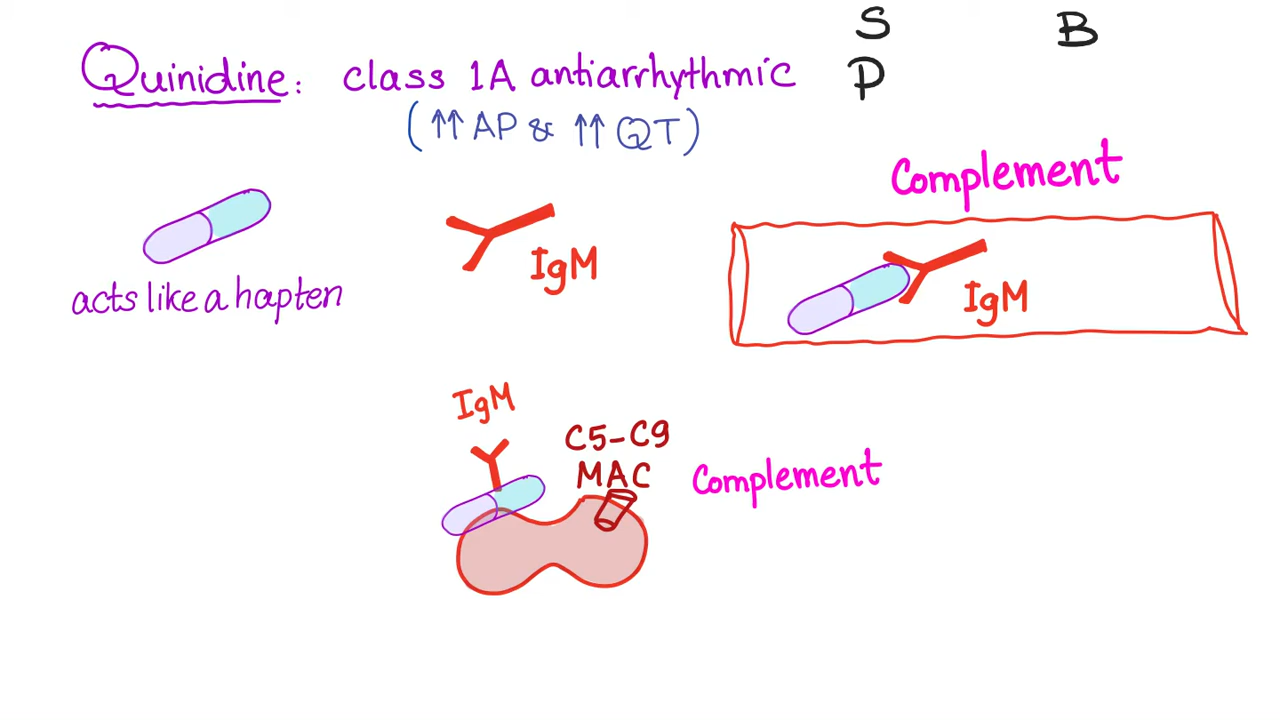 S B
Quinidine: class 1A antiarrhythmic
P
(↑↑ AP & ↑↑ QT)
Complement
IgM
IgM
acts like a hapten
IgM
C5-C9
MAC
Complement